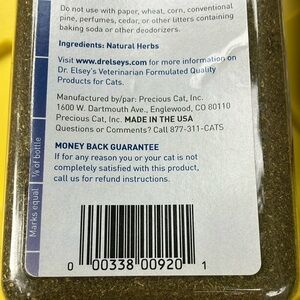 Do not use with paper, wheat, corn, conventional
pine, perfumes, cedar, or other litters containing
baking soda or other deodorizers.
Ingredients: Natural Herbs
Visit www.drelseys.com for more information on
Dr. Elsey's Veterinarian Formulated Quality
Products for Cats.
Manufactured by/par: Precious Cat, Inc.
1600 W. Dartmouth Ave., Englewood, CO 80110
Precious Cat, Inc. MADE IN THE USA
Questions or Comments? Call 877-311-CATS
MONEY BACK GUARANTEE
If for any reason you or your cat is not
completely satisfied with this product,
call us for refund instructions.
Marks equal ⅛ of bottle
0 00338 00920 1